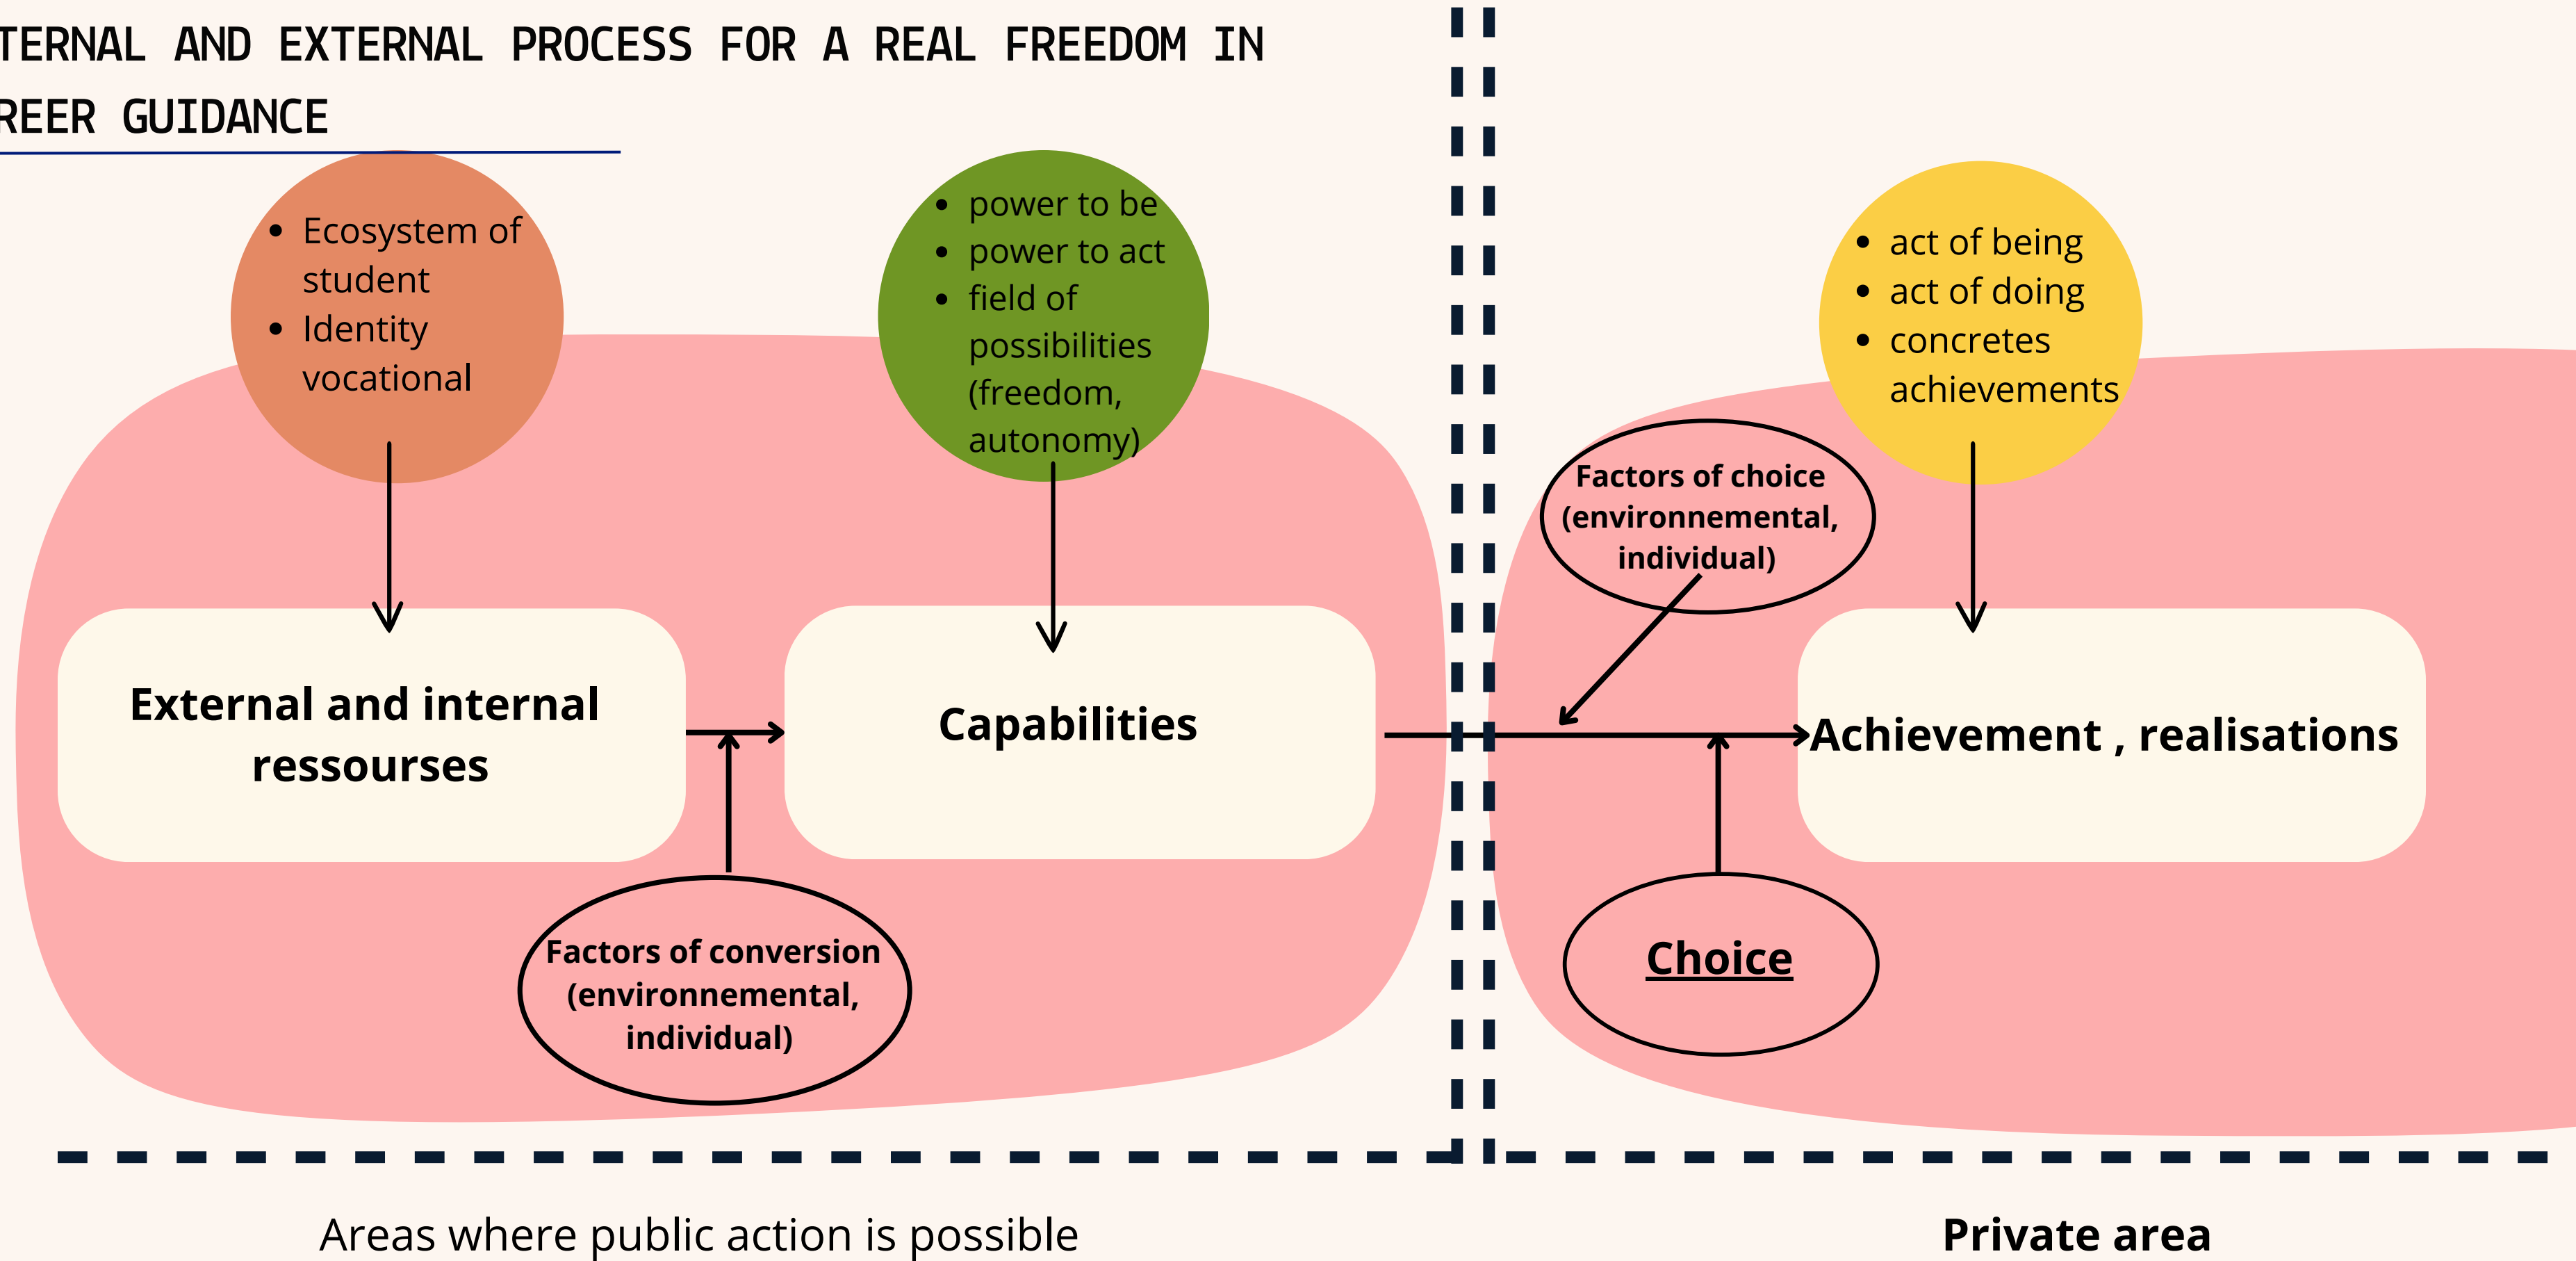 TERNAL AND EXTERNAL PROCESS FOR A REAL FREEDOM IN
REER GUIDANCE
Ecosystem of
student
Identity
vocational
power to be
power to act
field of
possibilities
(freedom,
autonomy)
act of being
act of doing
concretes
achievements
Factors of choice
(environnemental,
individual)
External and internal
ressourses
Capabilities
Achievement , realisations
Factors of conversion
(environnemental,
individual)
Choice
Areas where public action is possible
Private area